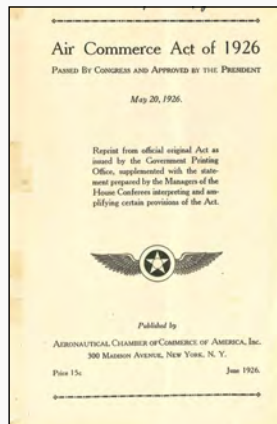 Air Commerce Act of 1926
PASSED BY CONGRESS AND APPROVED BY THE PRESIDENT
May 20, 1926.
Reprint from official original Act as
issued by the Government Printing
Office, supplemented with the state-
ment prepared by the Managers of the
House Conferees interpreting and am-
plifying certain provisions of the Act.
Published by
AERONAUTICAL CHAMBER OF COMMERCE OF AMERICA, INC.
300 MADISON AVENUE, NEW YORK, N. Y.
Price 15c June 1926.